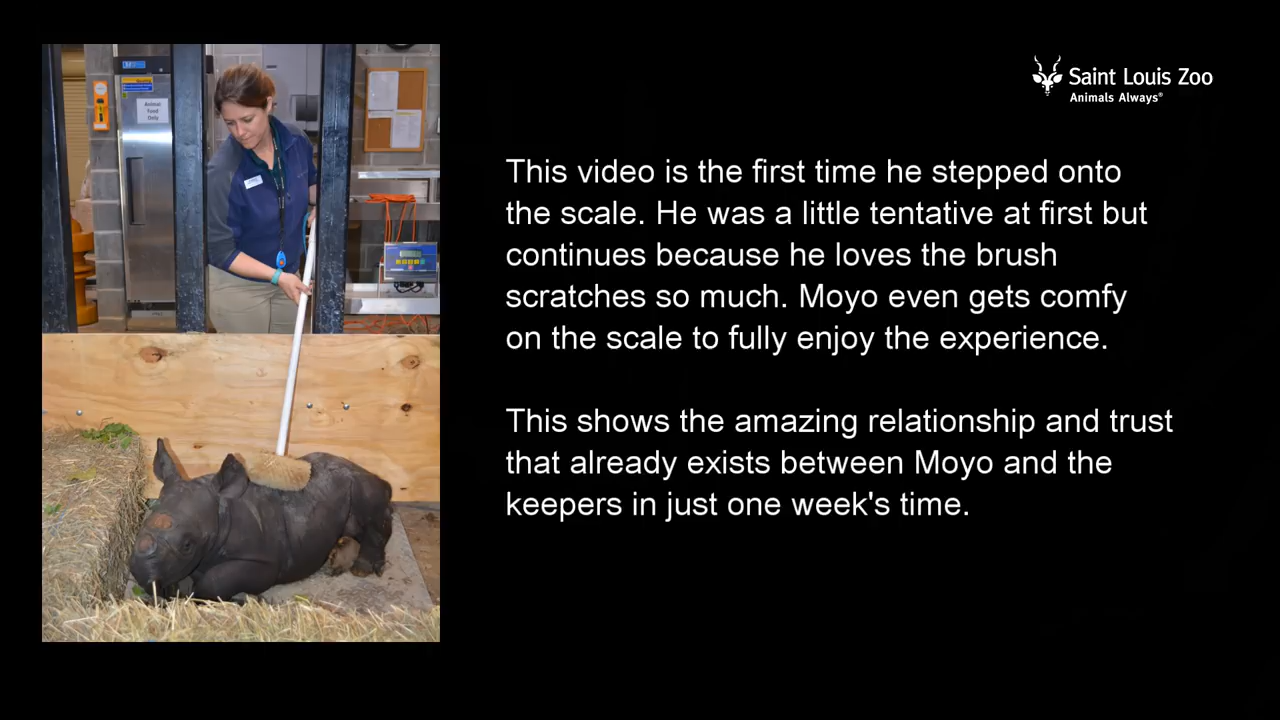 Animal
Food
Only
Saint Louis Zoo
Animals Always®
This video is the first time he stepped onto
the scale. He was a little tentative at first but
continues because he loves the brush
scratches so much. Moyo even gets comfy
on the scale to fully enjoy the experience.
This shows the amazing relationship and trust
that already exists between Moyo and the
keepers in just one week's time.